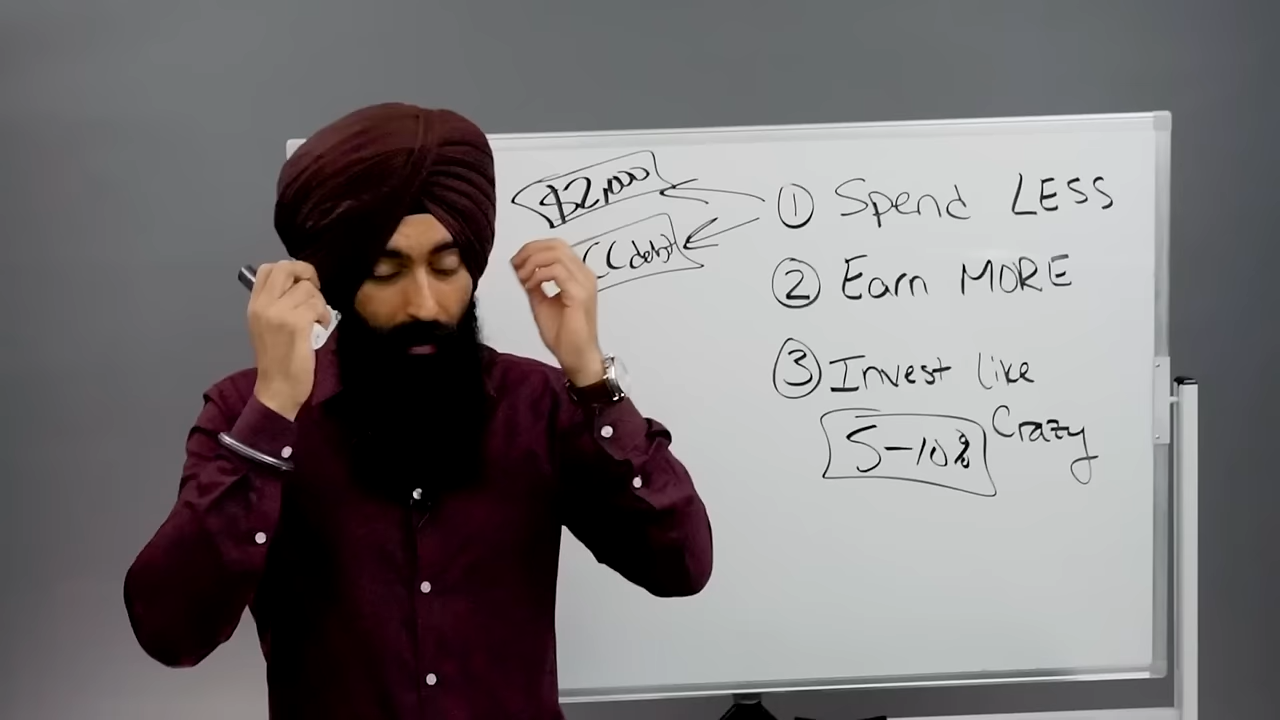 $2,000
CC debt
① Spend LESS
② Earn MORE
③ Invest like
Crazy
5-10%